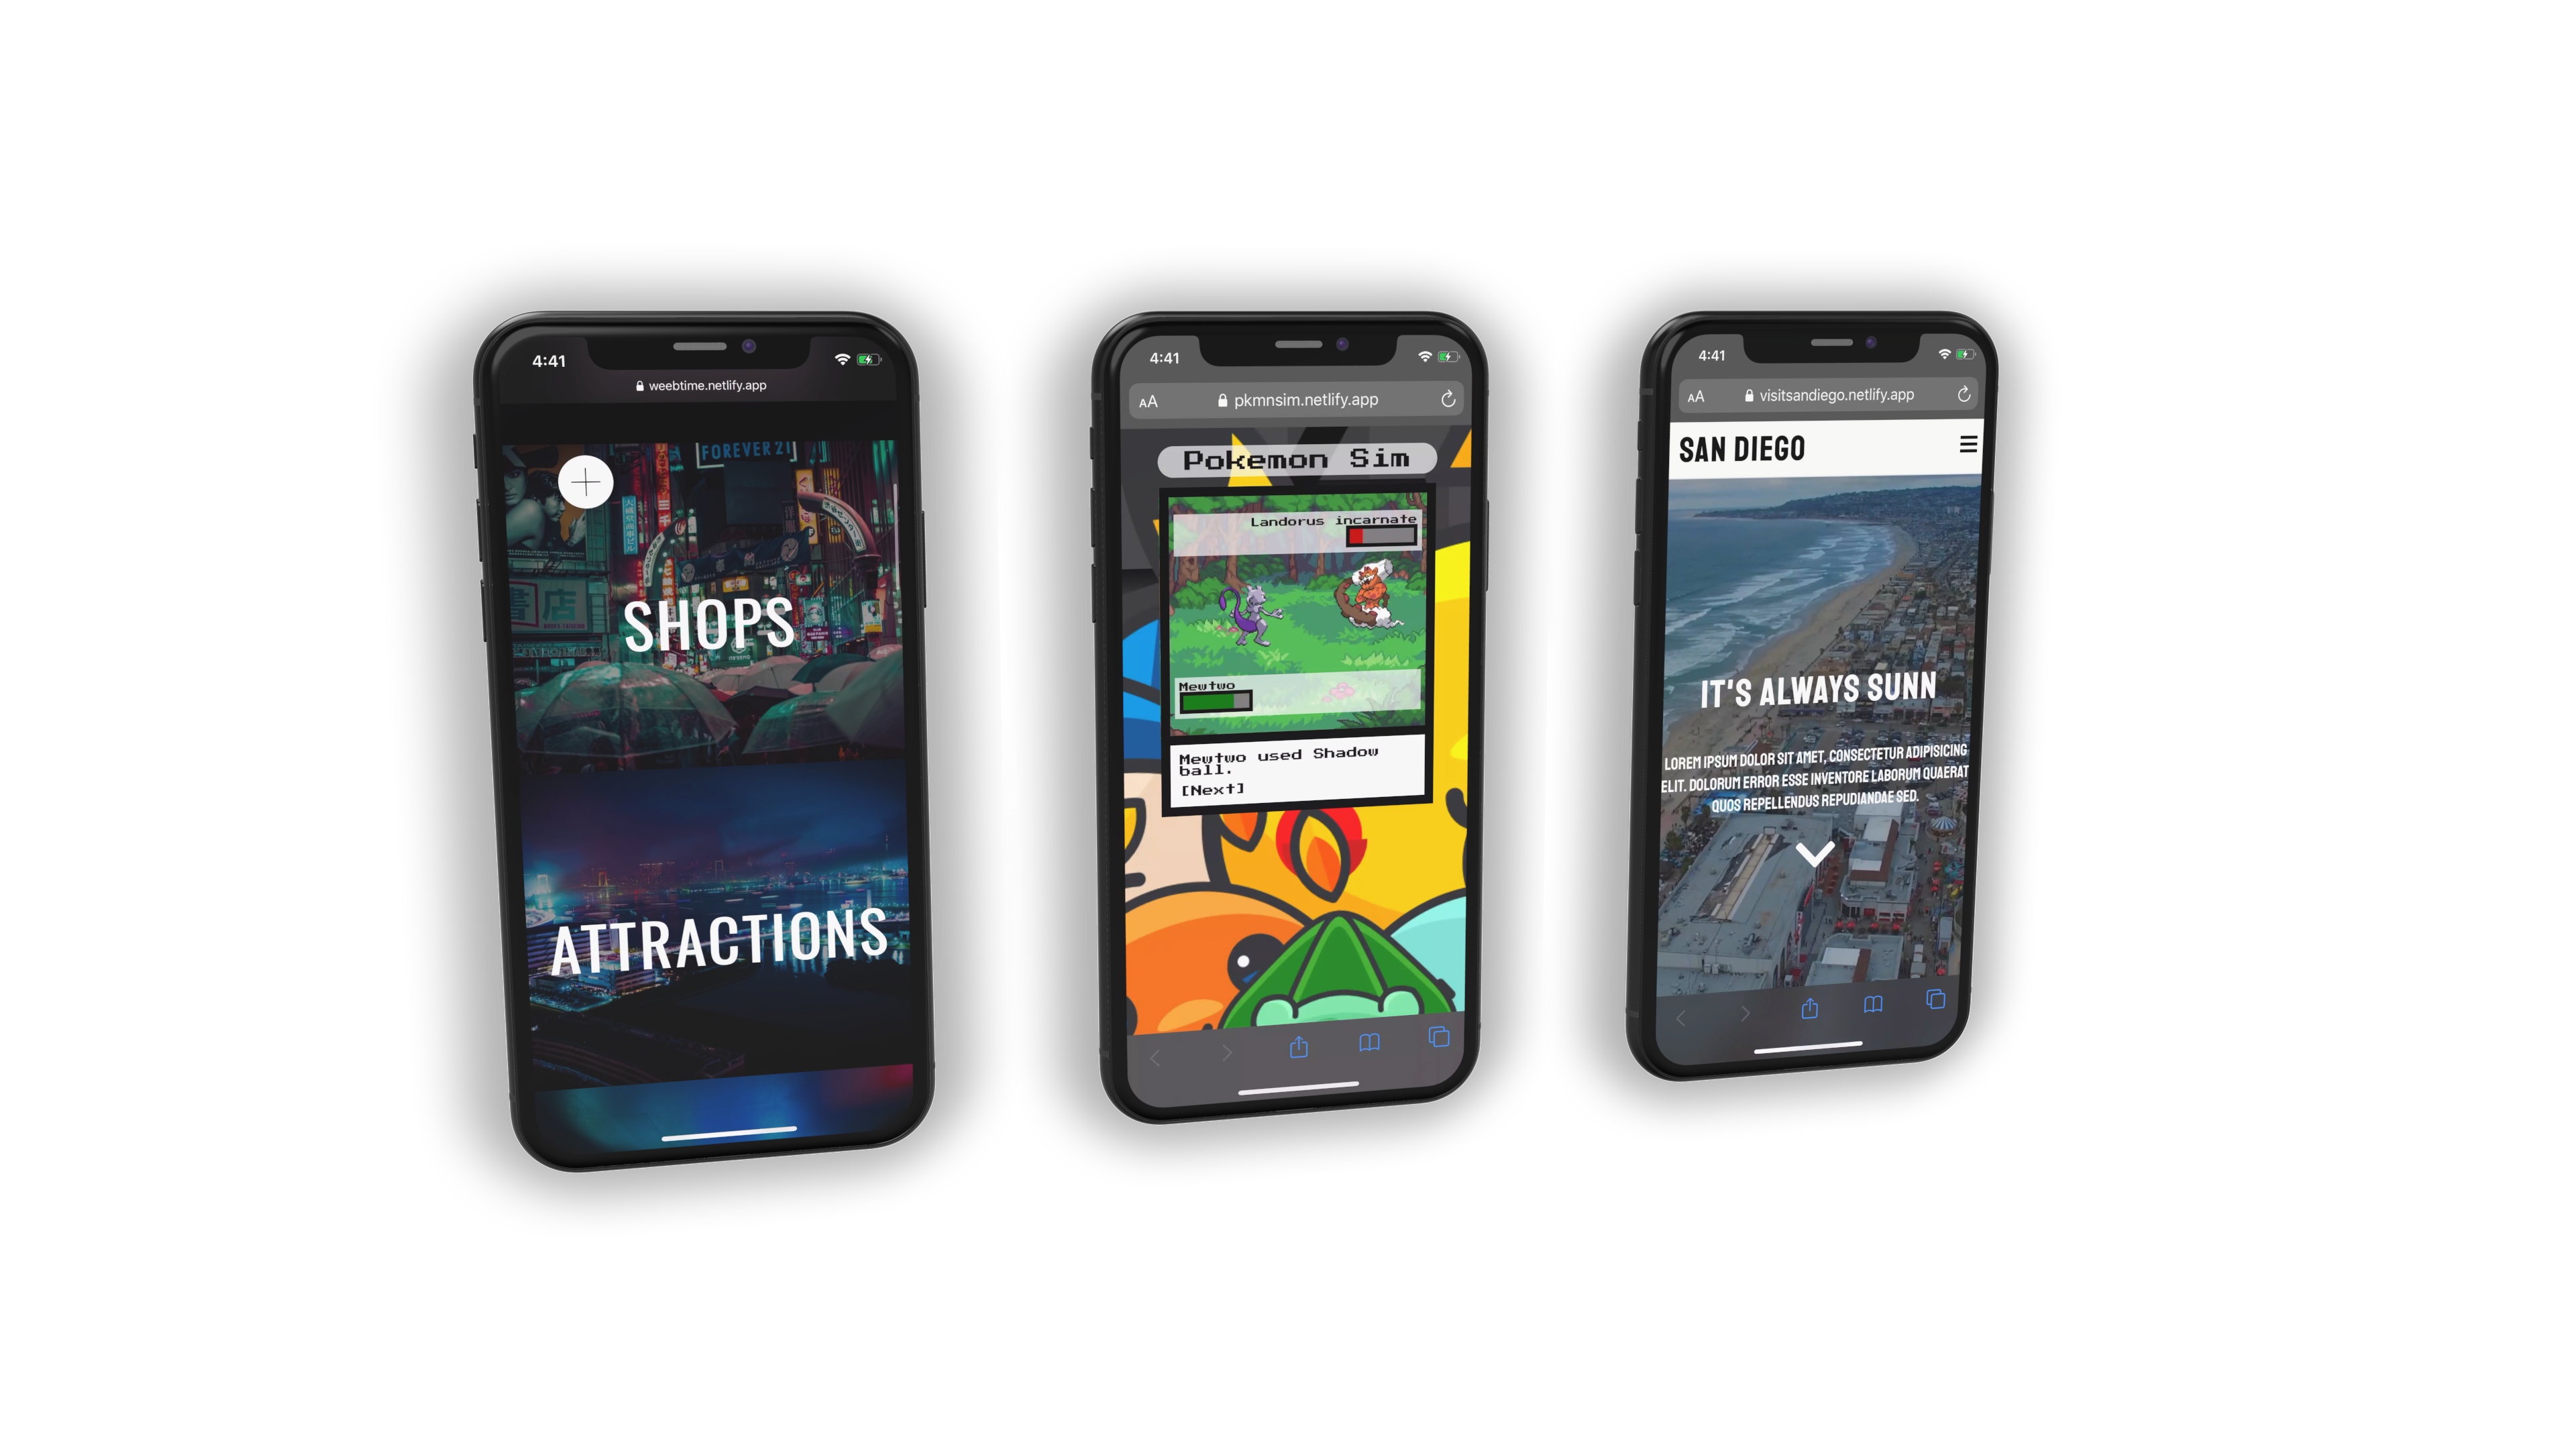 4:41
weebtime.netlify.app
FOREVER 21
SHOPS
ATTRACTIONS
4:41
AA
pkmnsim.netlify.app
Pokemon Sim
Landorus incarnate
Mewtwo
Mewtwo used Shadow
ball.
[Next]
4:41
AA
visitsandiego.netlify.app
SAN DIEGO
IT'S ALWAYS SUNN
LOREM IPSUM DOLOR SIT AMET, CONSECTETUR ADIPISICING
ELIT. DOLORUM ERROR ESSE INVENTORE LABORUM QUAERAT
QUOS REPELLENDUS REPUDIANDAE SED.